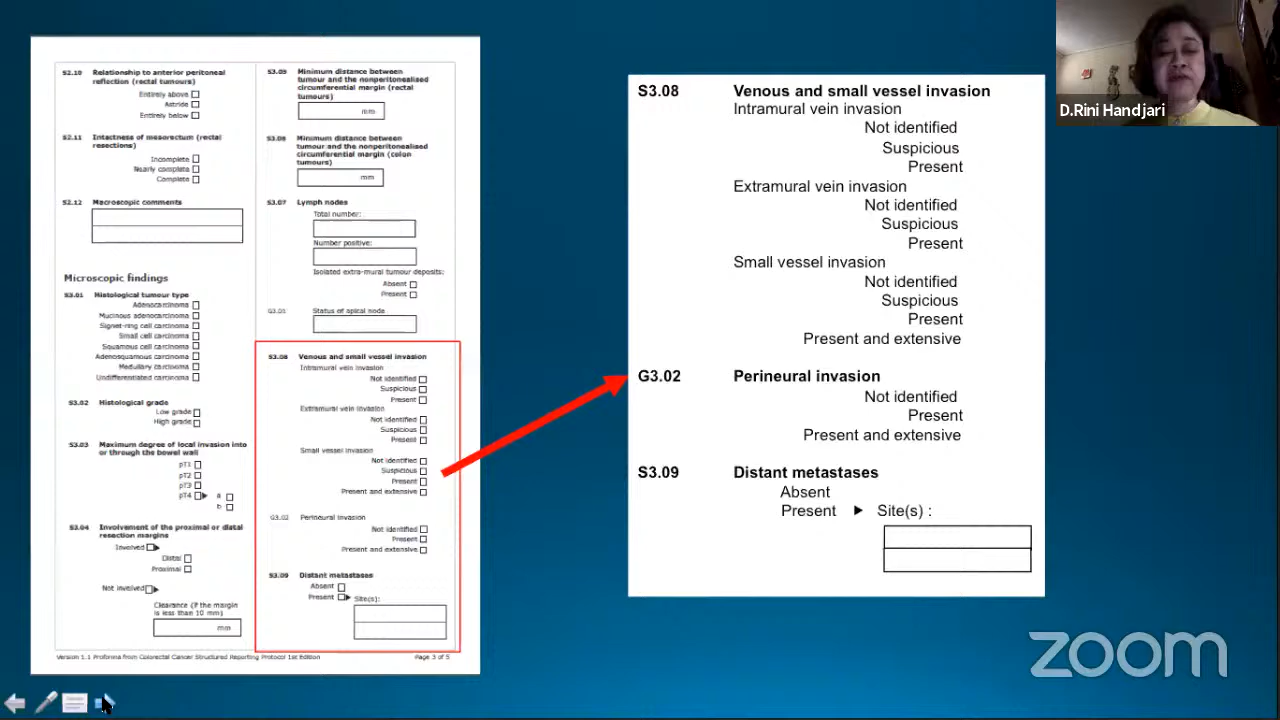 S2.10 Relationship to anterior peritoneal
reflection (rectal tumours)
Entirely above
Astride
Entirely below
S2.11 Intactness of mesorectum (rectal
resections)
Incomplete
Nearly complete
Complete
S2.12 Macroscopic comments
Microscopic findings
S3.01 Histological tumour type
Adenocarcinoma
Mucinous adenocarcinoma
Signet-ring cell carcinoma
Small cell carcinoma
Squamous cell carcinoma
Adenosquamous carcinoma
Medullary carcinoma
Undifferentiated carcinoma
S3.02 Histological grade
Low grade
High grade
S3.03 Maximum degree of local invasion into
or through the bowel wall
pT1
pT2
pT3
pT4 a
b
S3.04 Involvement of the proximal or distal
resection margins
Involved
Distal
Proximal
Not involved
Clearance (if the margin
is less than 10 mm)
mm
S3.05 Minimum distance between
tumour and the nonperitonealised
circumferential margin (rectal
tumours)
mm
S3.06 Minimum distance between
tumour and the nonperitonealised
circumferential margin (colon
tumours)
mm
S3.07 Lymph nodes
Total number:
Number positive:
Isolated extra-mural tumour deposits:
Absent
Present
G3.01 Status of apical node
S3.08 Venous and small vessel invasion
Intramural vein invasion
Not identified
Suspicious
Present
Extramural vein invasion
Not identified
Suspicious
Present
Small vessel invasion
Not identified
Suspicious
Present
Present and extensive
G3.02 Perineural invasion
Not identified
Present
Present and extensive
S3.09 Distant metastases
Absent
Present Site(s):
Version 1.1 Proforma from Colorectal Cancer Structured Reporting Protocol 1st Edition Page 3 of 5
S3.08 Venous and small vessel invasion
Intramural vein invasion
Not identified
Suspicious
Present
Extramural vein invasion
Not identified
Suspicious
Present
Small vessel invasion
Not identified
Suspicious
Present
Present and extensive
G3.02 Perineural invasion
Not identified
Present
Present and extensive
S3.09 Distant metastases
Absent
Present ► Site(s) :
D.Rini Handjari
zoom